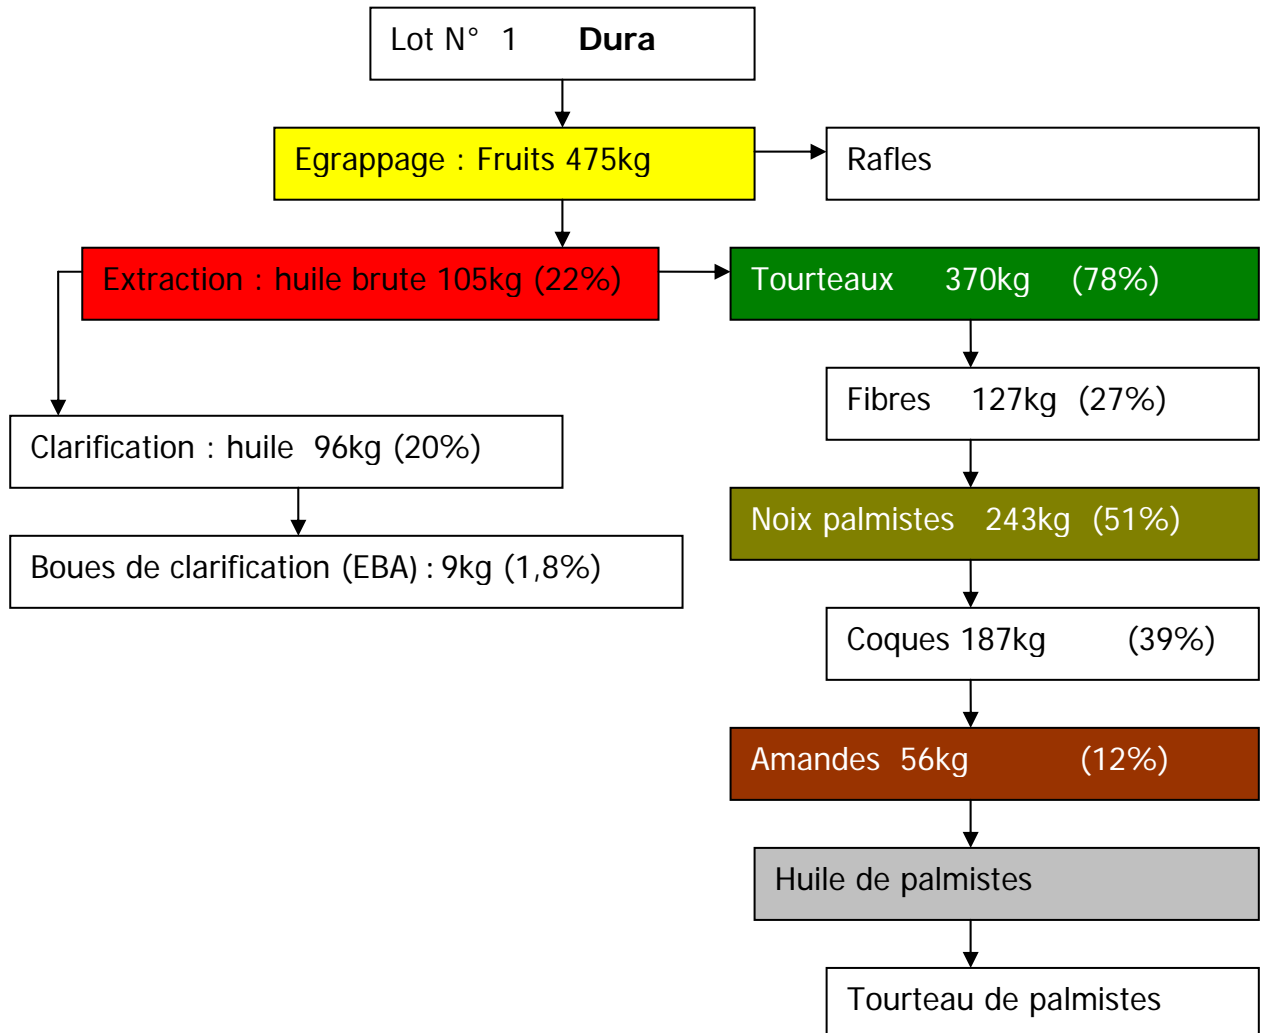 Lot N° 1 Dura
Egrappage : Fruits 475kg
Rafles
Extraction : huile brute 105kg (22%)
Tourteaux 370kg (78%)
Fibres 127kg (27%)
Clarification : huile 96kg (20%)
Noix palmistes 243kg (51%)
Boues de clarification (EBA) : 9kg (1,8%)
Coques 187kg (39%)
Amandes 56kg (12%)
Huile de palmistes
Tourteau de palmistes